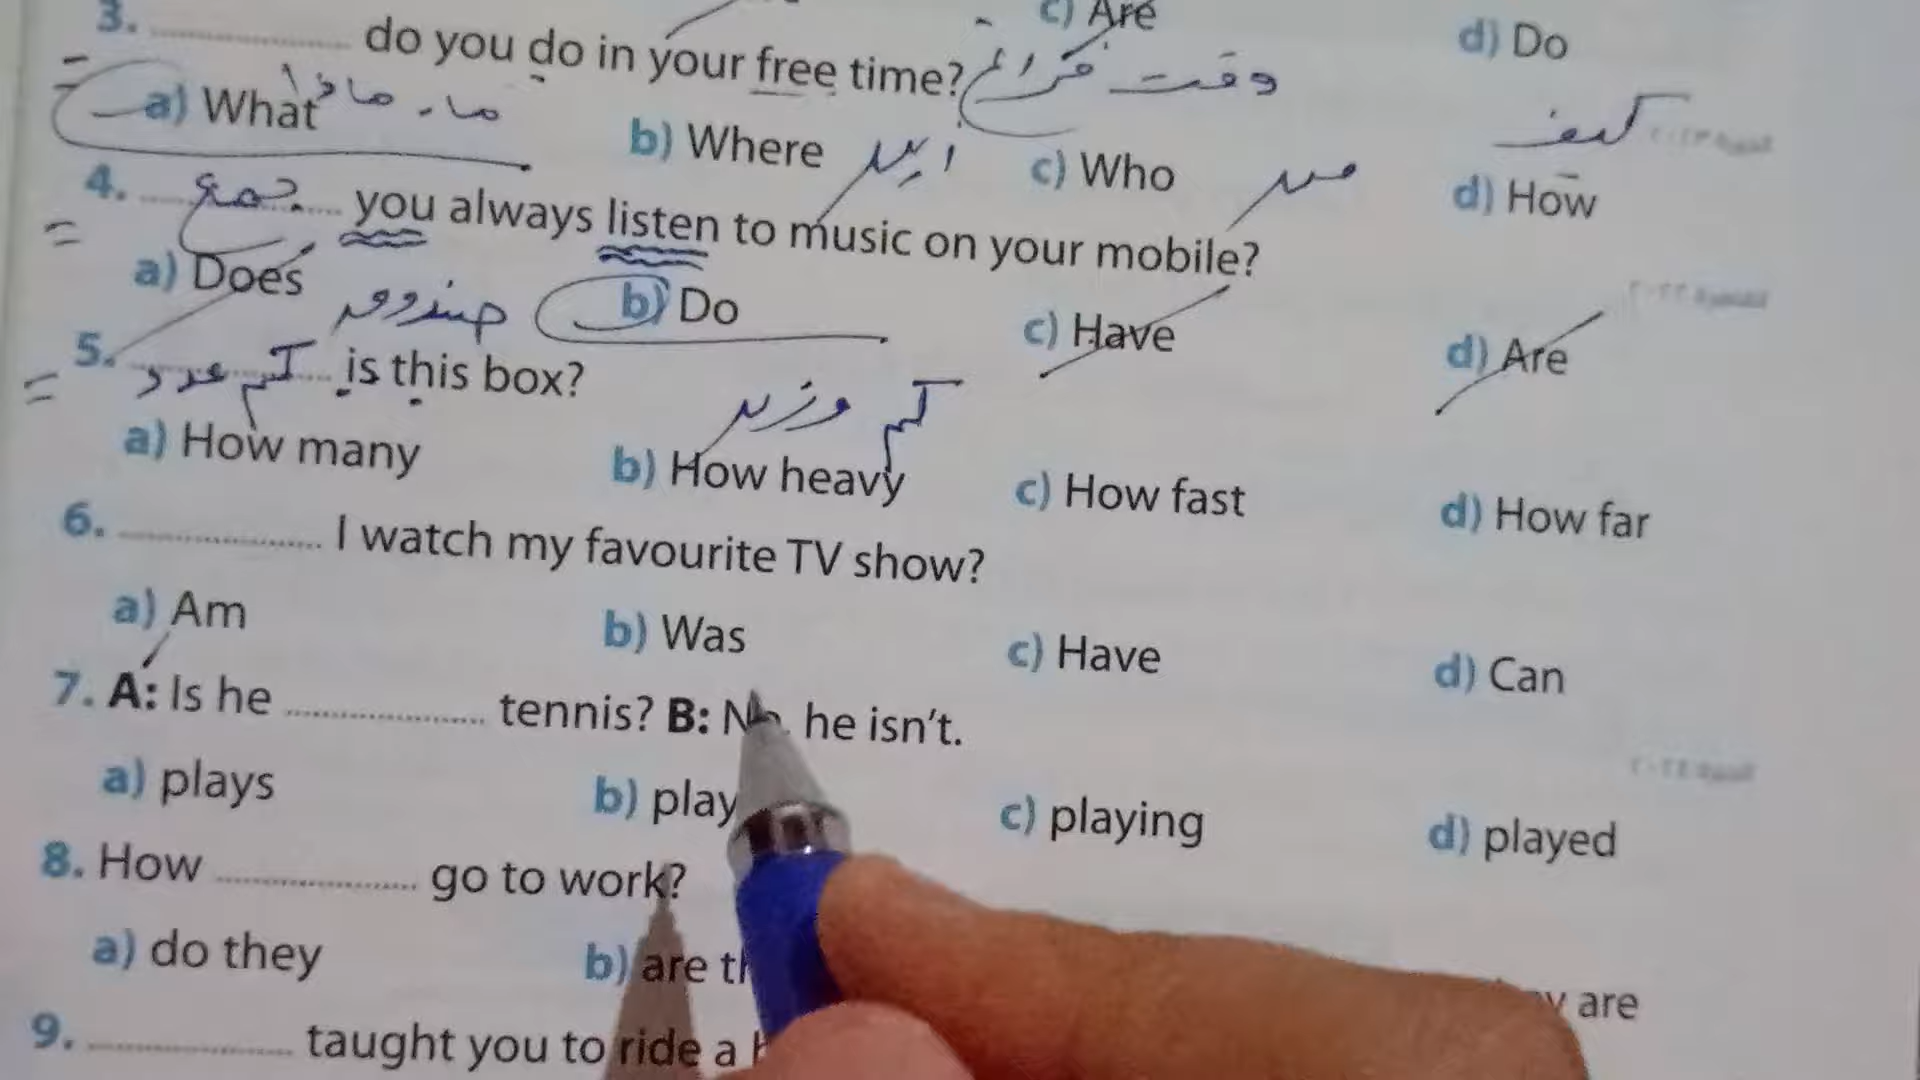 c) Are d) Do
3. .................... do you do in your free time? وقت فراغ
a) What ما، ماذا b) Where اين c) Who من d) How كيف
4. .................... you always listen to music on your mobile? جمع
a) Does b) Do c) Have d) Are
صندوق
5. .................... is this box? كم عدد
كم وزن
a) How many b) How heavy c) How fast d) How far
6. .................... I watch my favourite TV show?
a) Am b) Was c) Have d) Can
7. A: Is he .................... tennis? B: No, he isn't.
a) plays b) play c) playing d) played
8. How .................... go to work?
a) do they b) are are
9. .................... taught you to ride a